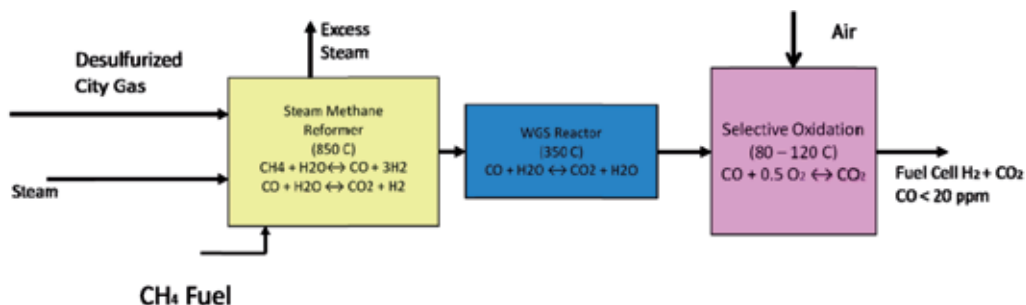 Desulfurized
City Gas
Steam
CH₄ Fuel
Excess
Steam
Steam Methane
Reformer
(850 C)
CH4 + H2O↔ CO + 3H2
CO + H2O ↔ CO2 + H2
WGS Reactor
(350 C)
CO + H2O ↔ CO2 + H2O
Air
Selective Oxidation
(80 – 120 C)
CO + 0.5 O₂ ↔ CO₂
Fuel Cell H₂ + CO₂
CO < 20 ppm